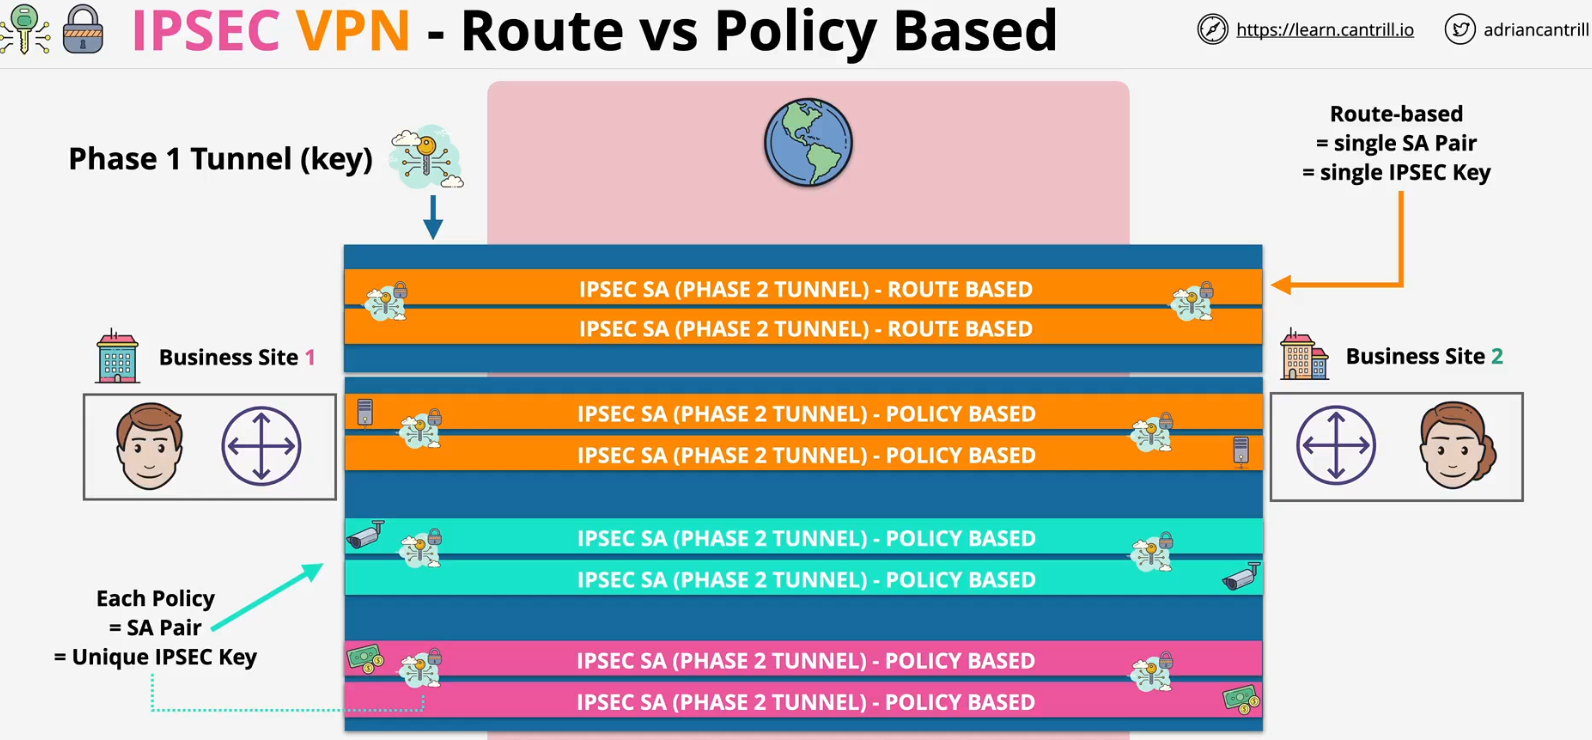 IPSEC VPN - Route vs Policy Based
https://learn.cantrill.io
adriancantrill
Phase 1 Tunnel (key)
Route-based
= single SA Pair
= single IPSEC Key
IPSEC SA (PHASE 2 TUNNEL) - ROUTE BASED
IPSEC SA (PHASE 2 TUNNEL) - ROUTE BASED
Business Site 1
Business Site 2
IPSEC SA (PHASE 2 TUNNEL) - POLICY BASED
IPSEC SA (PHASE 2 TUNNEL) - POLICY BASED
IPSEC SA (PHASE 2 TUNNEL) - POLICY BASED
IPSEC SA (PHASE 2 TUNNEL) - POLICY BASED
Each Policy
= SA Pair
= Unique IPSEC Key
IPSEC SA (PHASE 2 TUNNEL) - POLICY BASED
IPSEC SA (PHASE 2 TUNNEL) - POLICY BASED